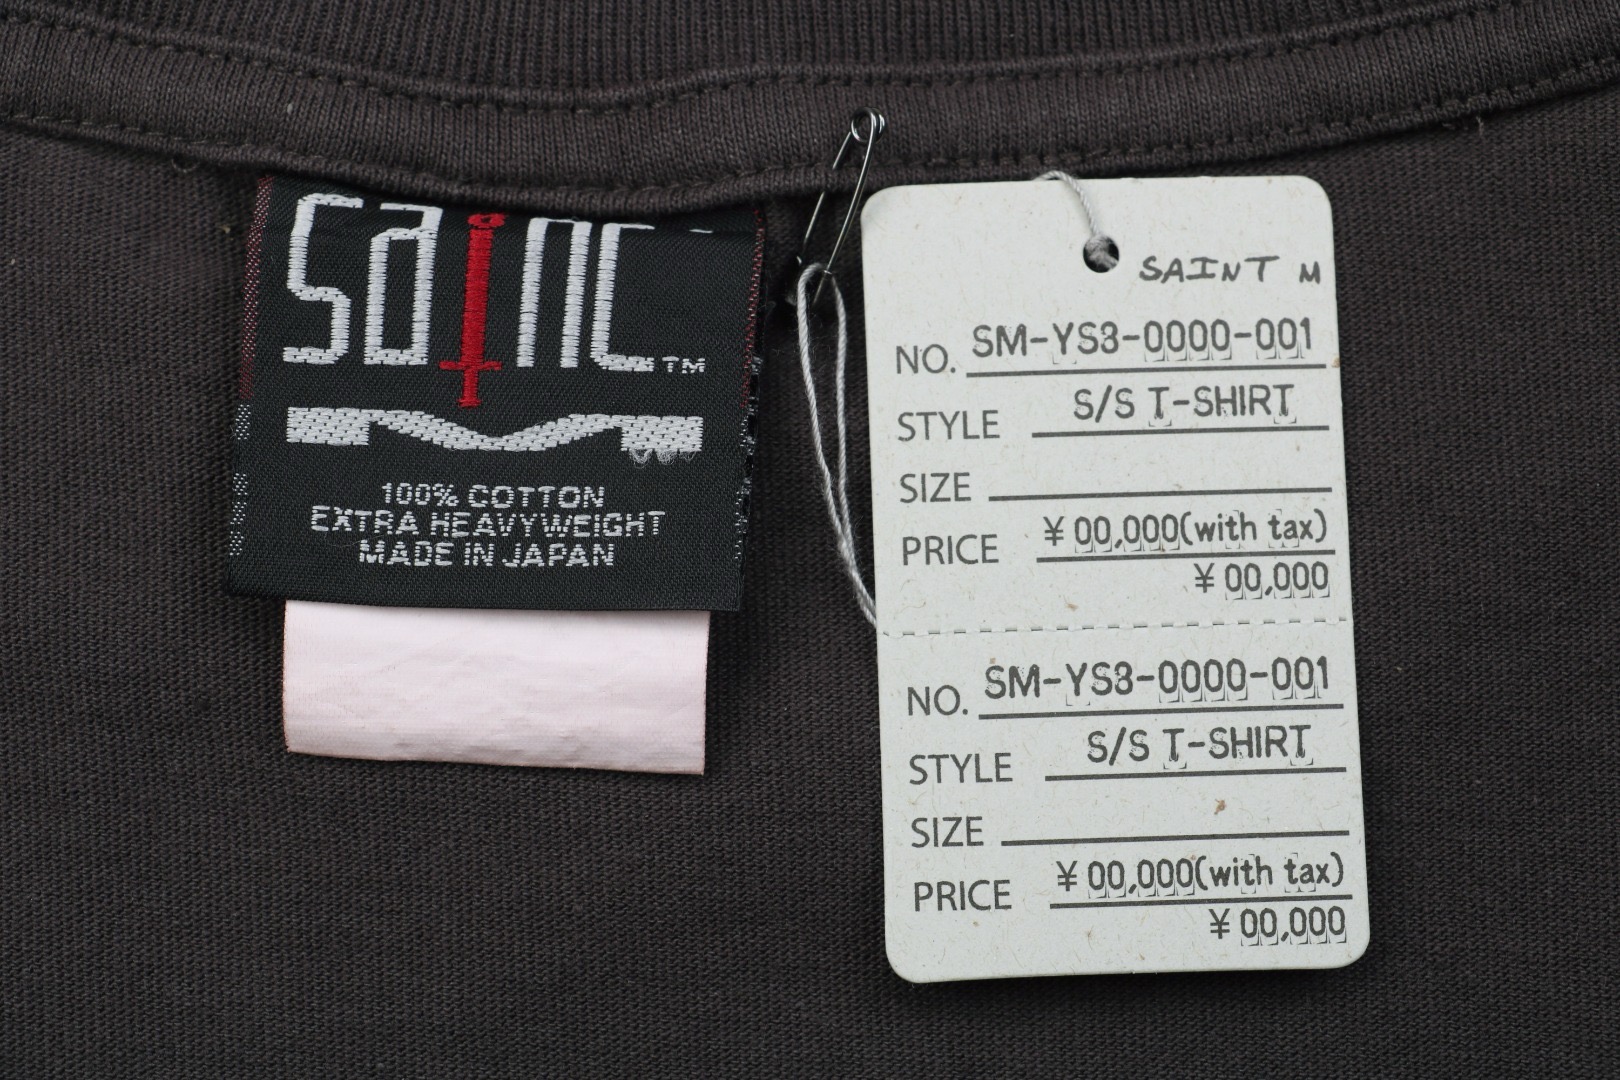 SAINT
TM
M
100% COTTON
EXTRA HEAVYWEIGHT
MADE IN JAPAN
SAINT M
NO. SM-YS3-0000-001
STYLE S/S T-SHIRT
SIZE
PRICE ¥00,000(with tax)
¥00,000
NO. SM-YS3-0000-001
STYLE S/S T-SHIRT
SIZE
PRICE ¥00,000(with tax)
¥00,000